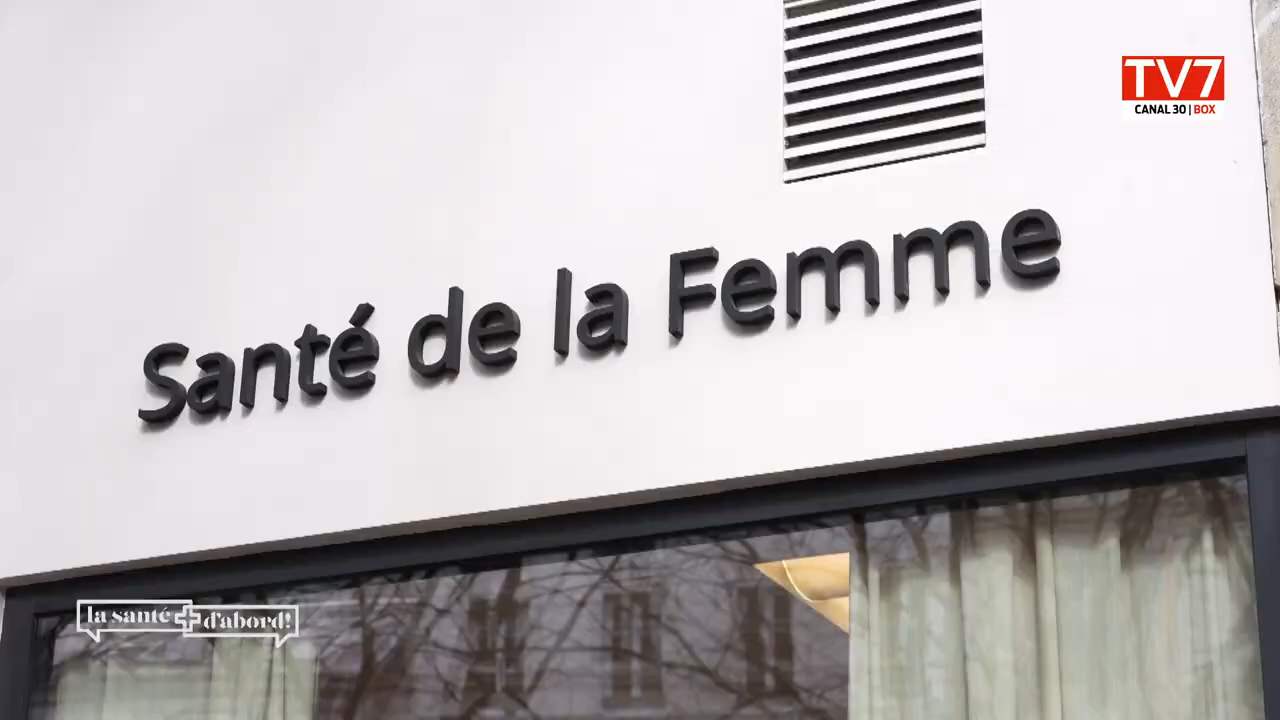 TV7
CANAL 30 | BOX
Santé de la Femme
la santé + d'abord!